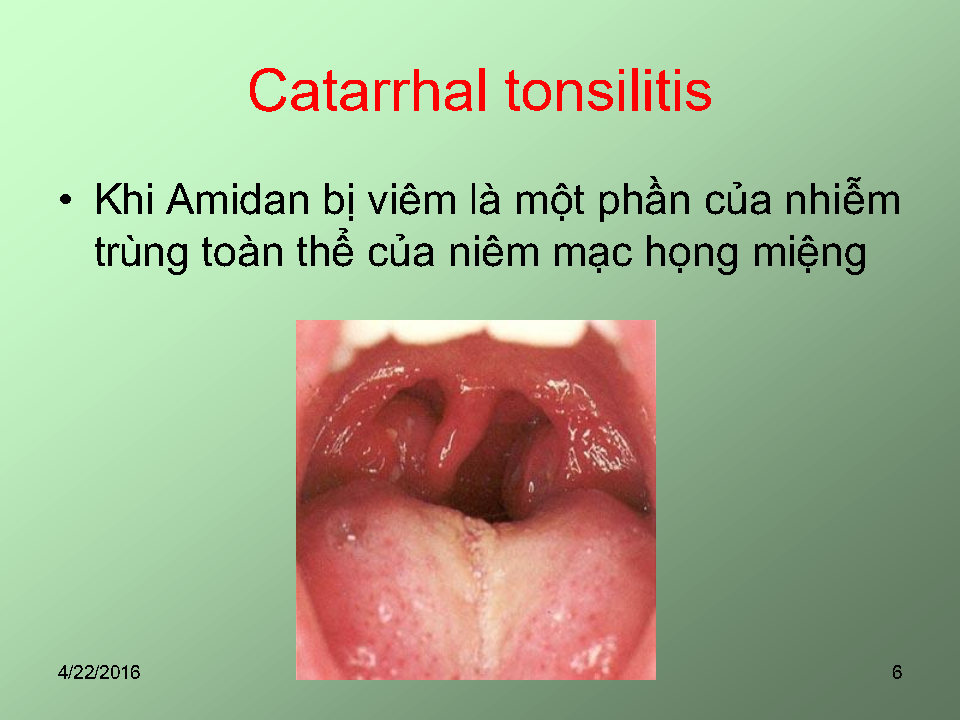 Catarrhal tonsilitis
• Khi Amidan bị viêm là một phần của nhiễm
trùng toàn thể của niêm mạc họng miệng
4/22/2016
6